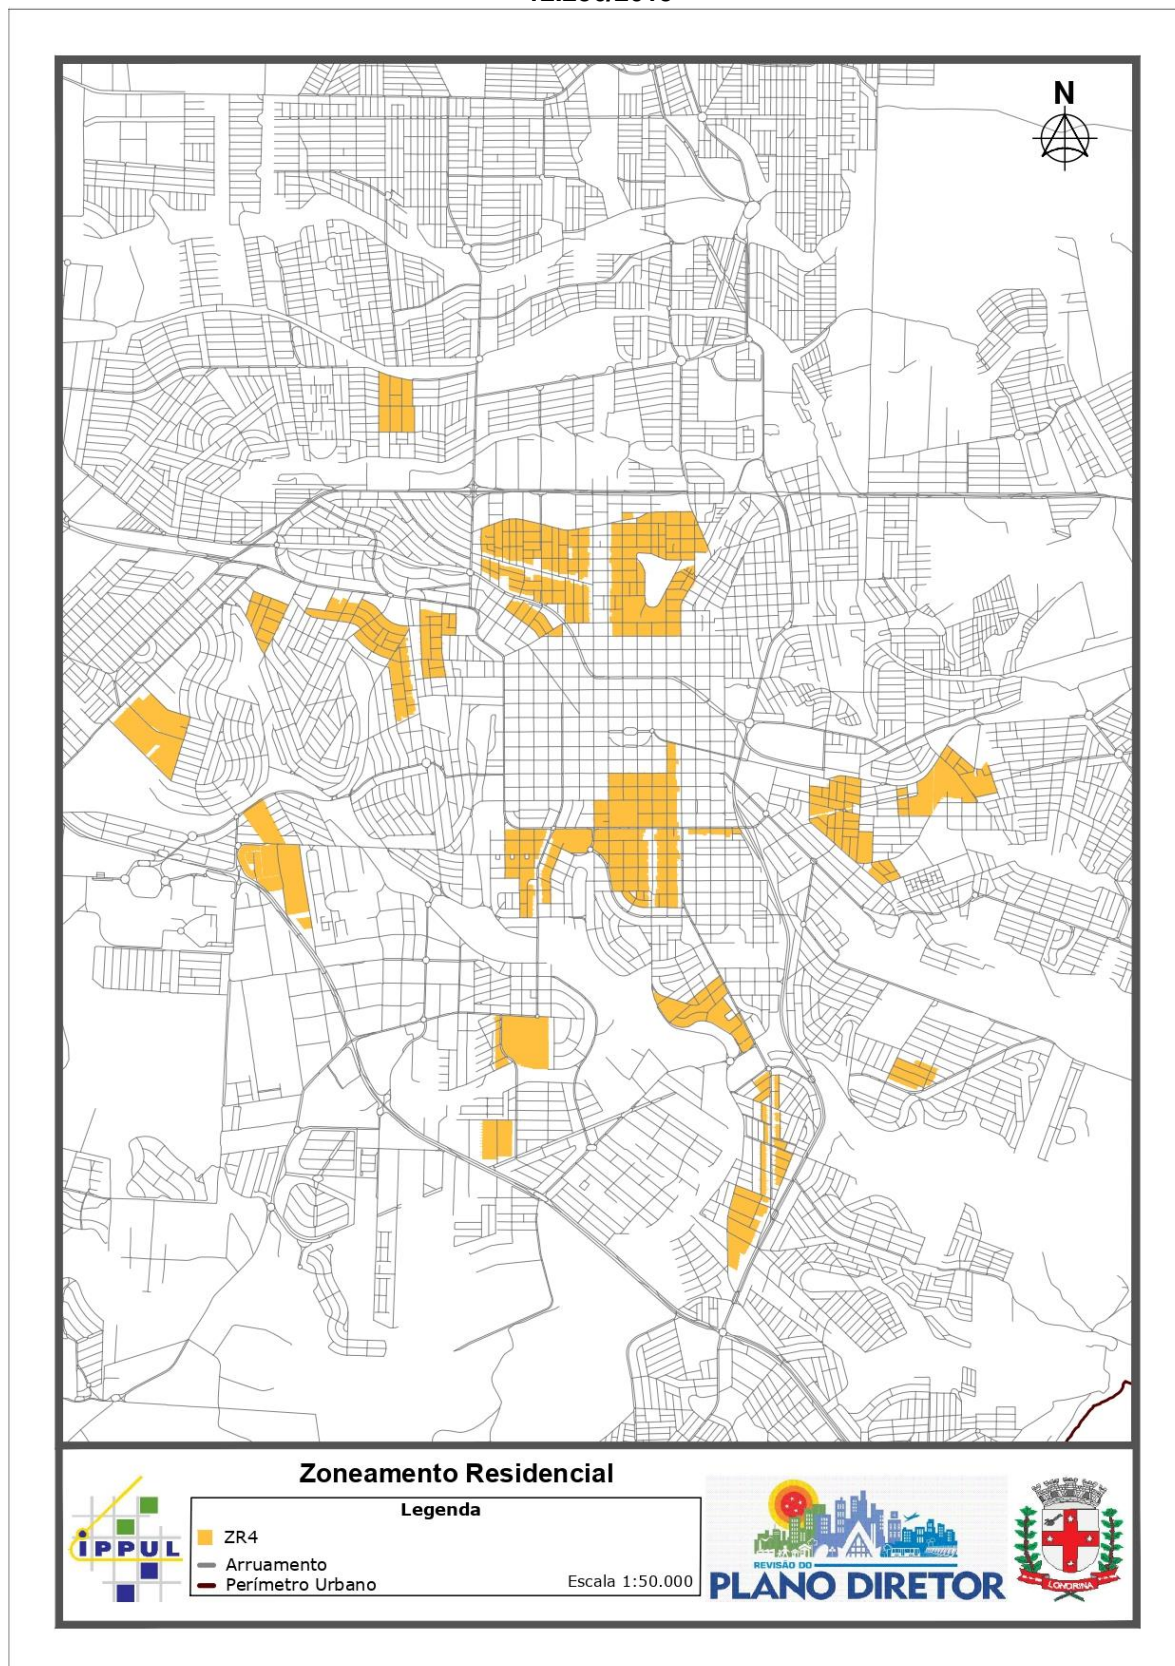 N
Zoneamento Residencial
Legenda
ZR4
Arruamento
Perímetro Urbano
Escala 1:50.000
IPPUL
REVISÃO DO
PLANO DIRETOR
LONDRINA